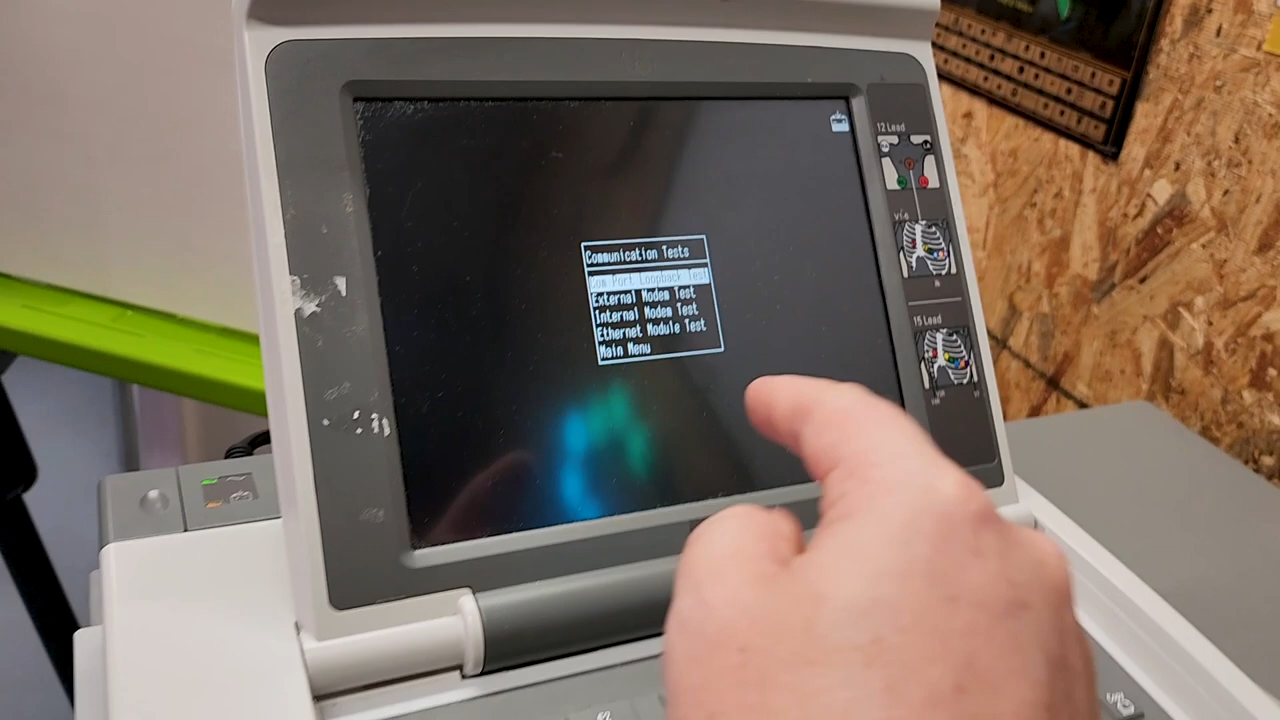 Communication Tests
Com Port Loopback Test
External Modem Test
Internal Modem Test
Ethernet Module Test
Main Menu
12 Lead
15 Lead